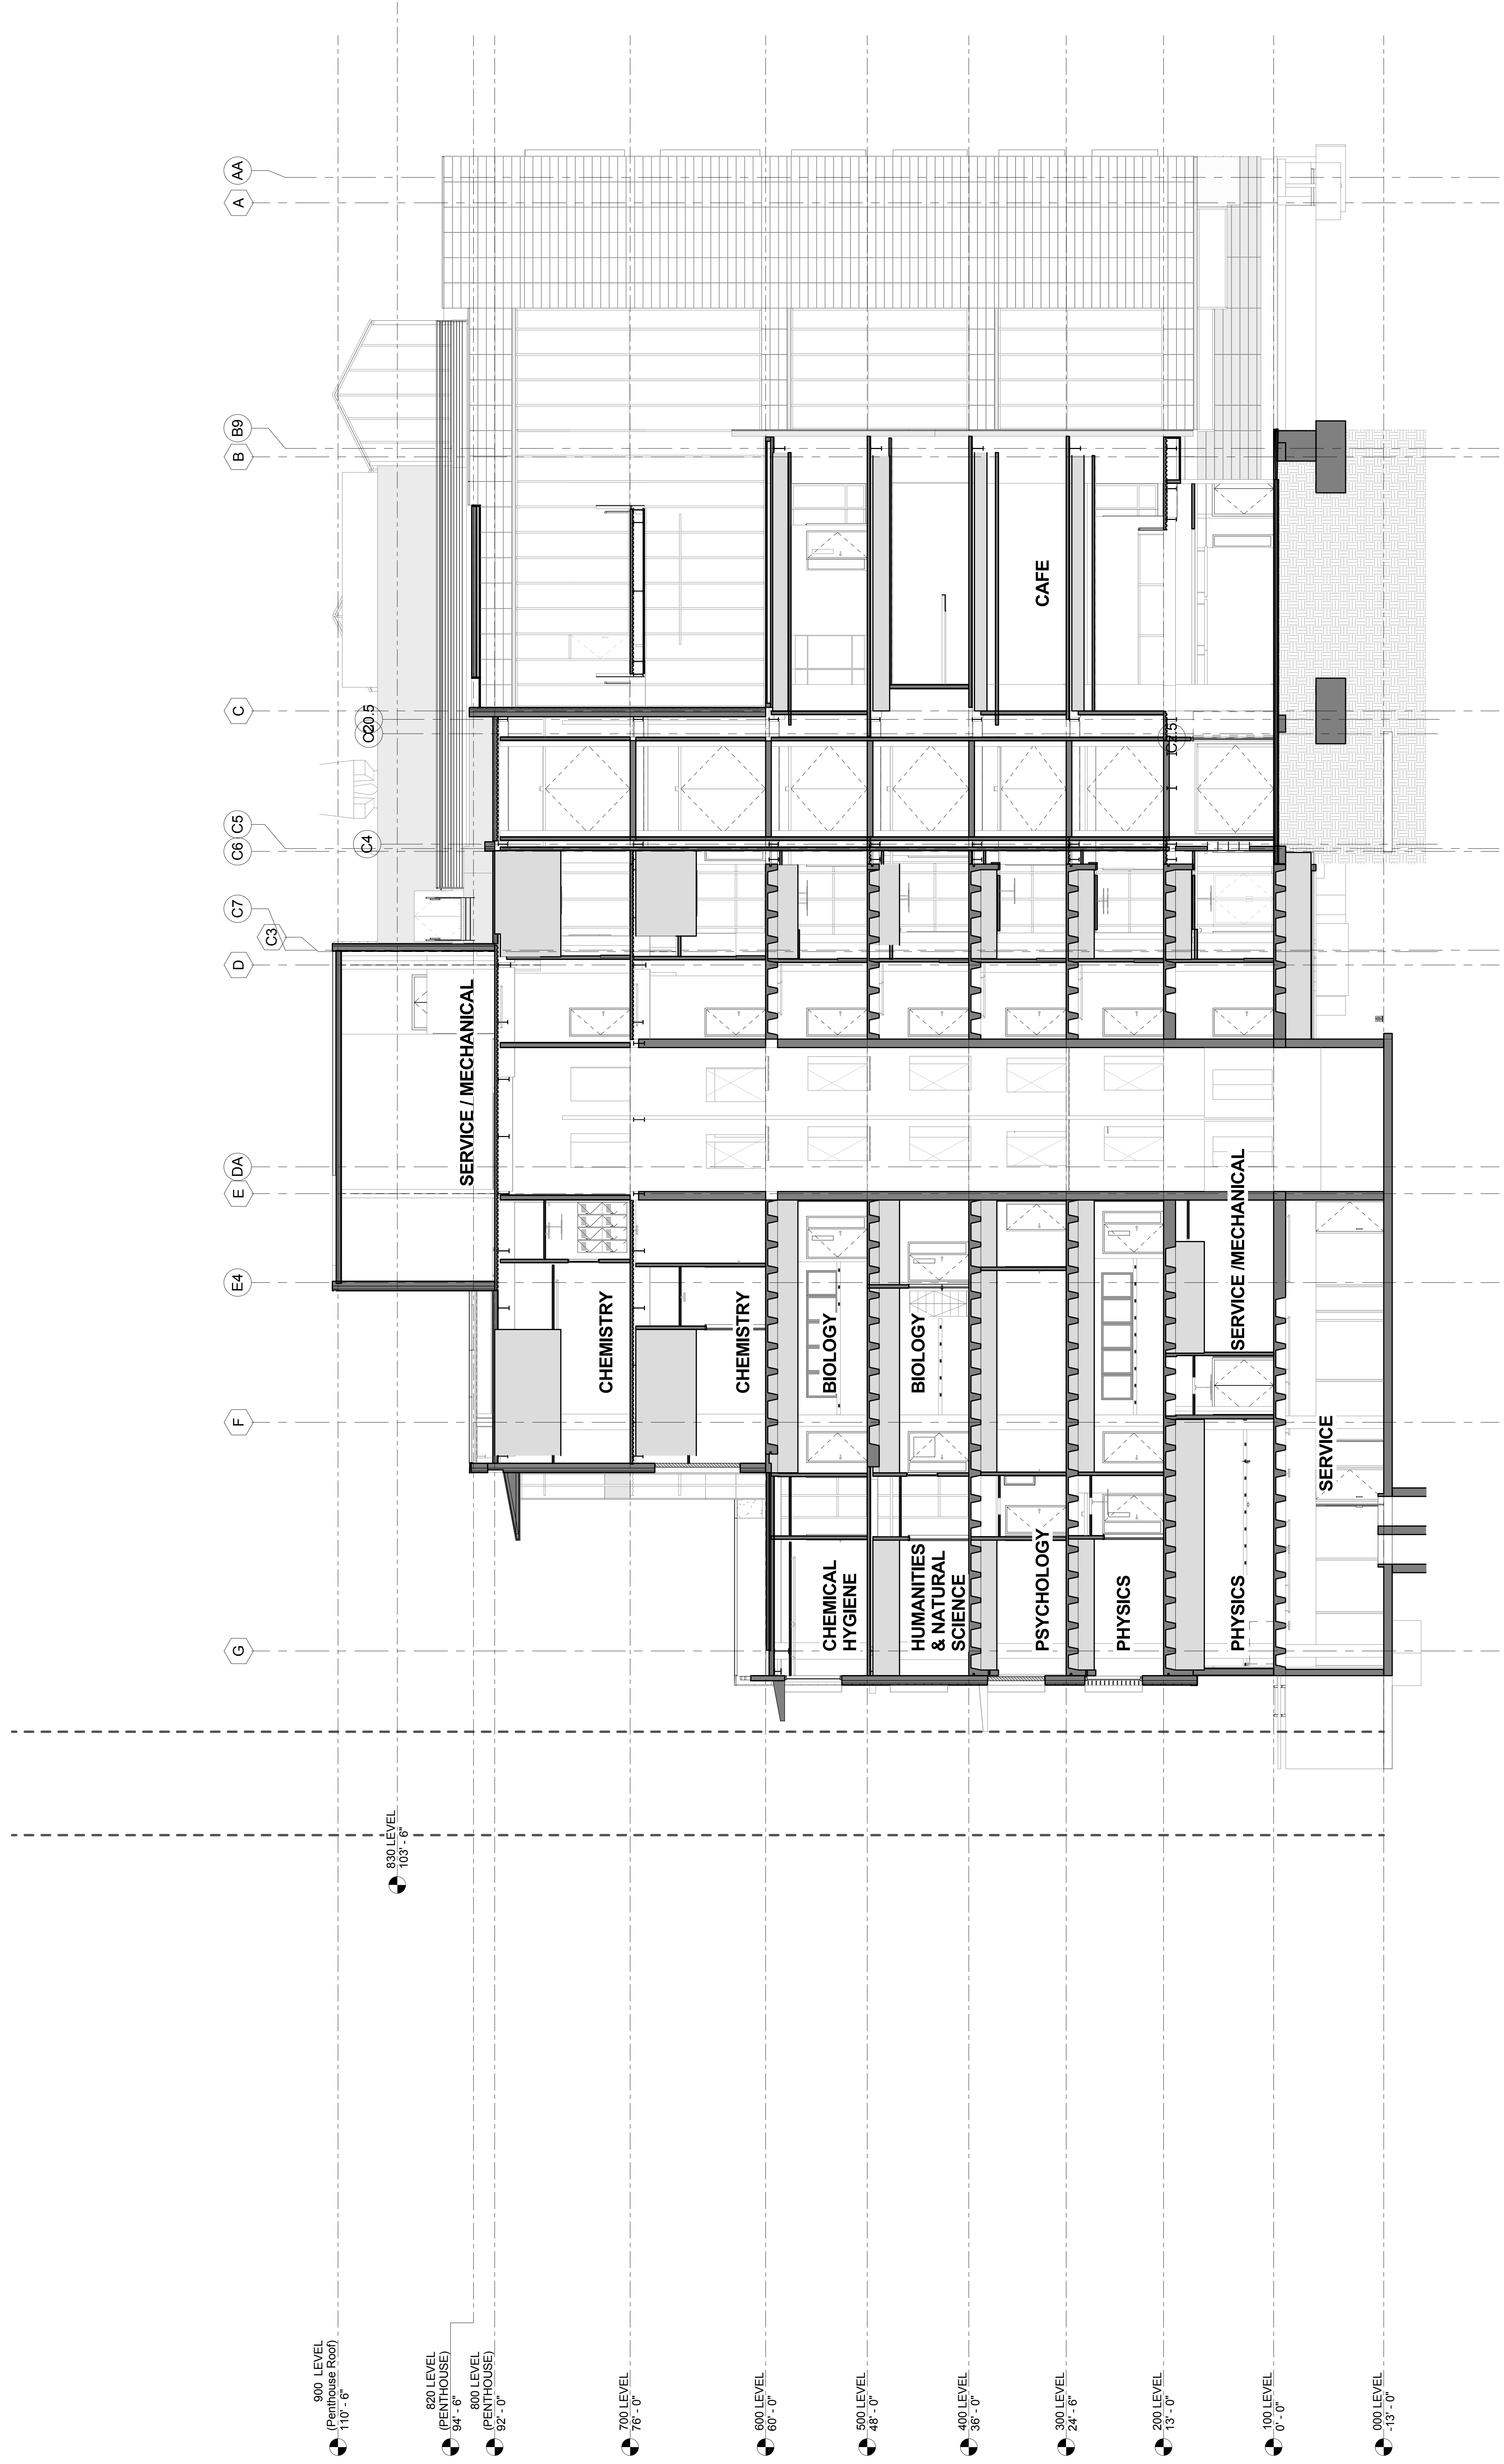 G
F
E4
E
DA
D
C7
C6
C5
C
B
B9
A
AA
C3
C4
900 LEVEL
(Penthouse Roof)
110' - 6"
830 LEVEL
103' - 6"
820 LEVEL
(PENTHOUSE)
94' - 6"
SERVICE / MECHANICAL
800 LEVEL
(PENTHOUSE)
92' - 0"
CHEMISTRY
700 LEVEL
76' - 0"
CHEMISTRY
600 LEVEL
60' - 0"
CHEMICAL
HYGIENE
BIOLOGY
500 LEVEL
48' - 0"
HUMANITIES
& NATURAL
SCIENCE
BIOLOGY
400 LEVEL
36' - 0"
PSYCHOLOGY
CAFE
300 LEVEL
24' - 6"
PHYSICS
200 LEVEL
13' - 0"
C2.5
PHYSICS
SERVICE /MECHANICAL
100 LEVEL
0' - 0"
SERVICE
000 LEVEL
-13' - 0"